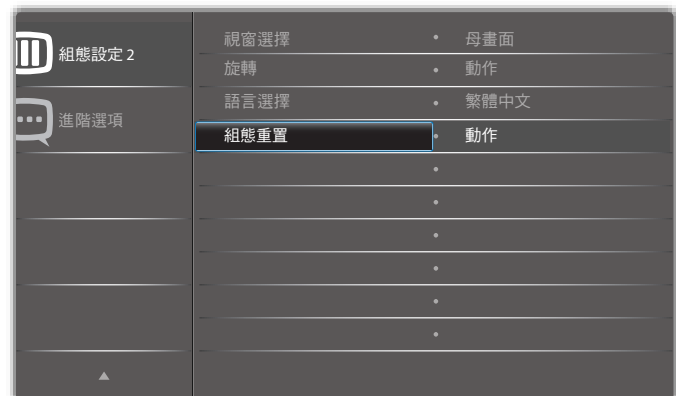 組態設定 2
進階選項
視窗選擇 • 母畫面
旋轉 • 動作
語言選擇 • 繁體中文
組態重置 • 動作